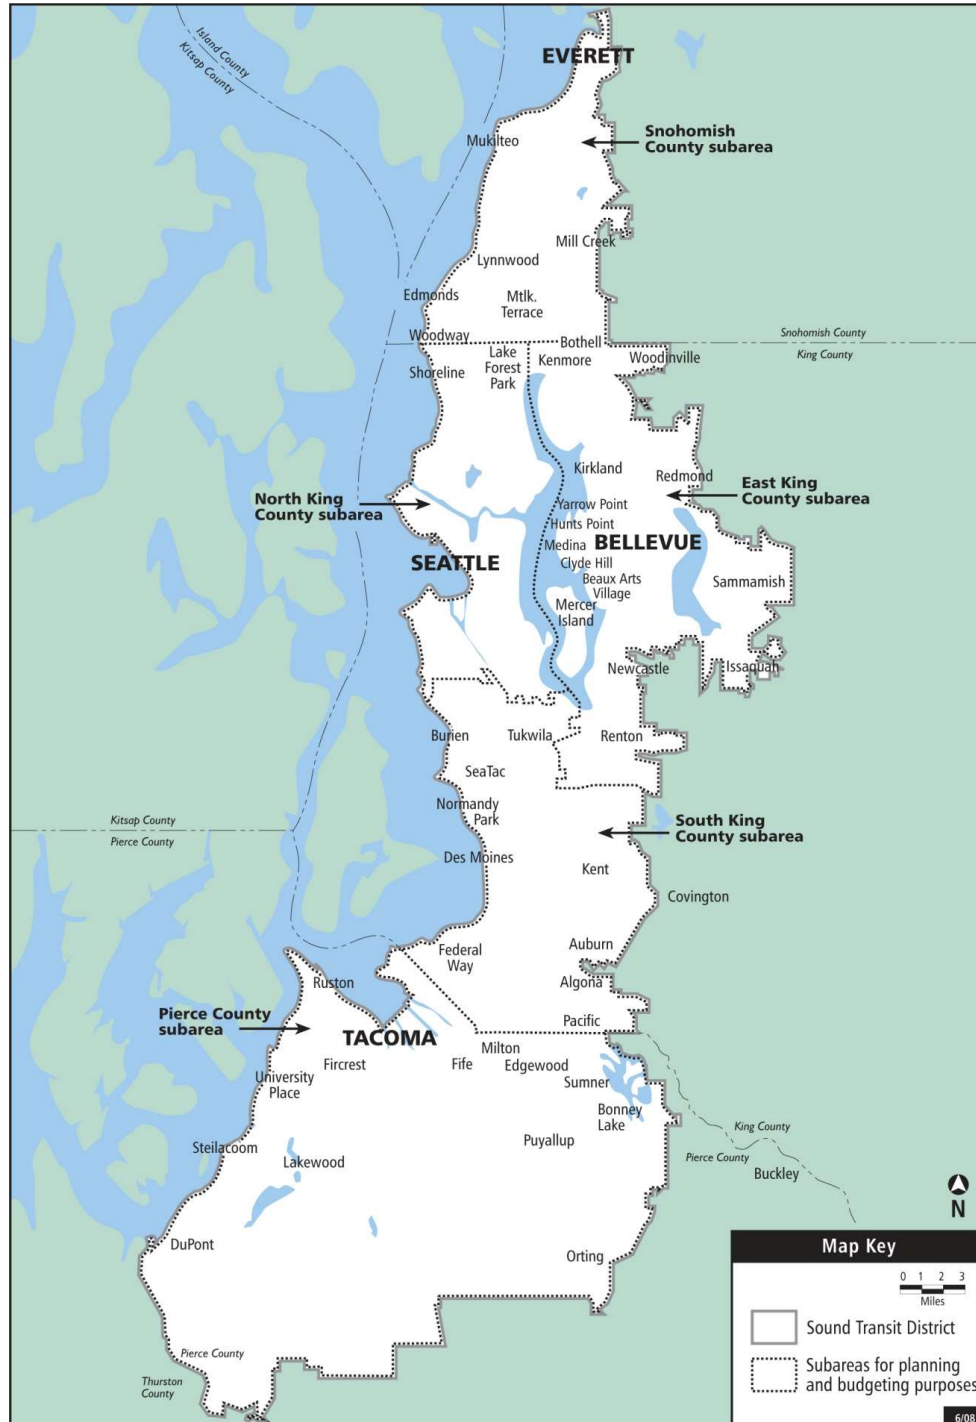 Island County
Kitsap County
EVERETT
Mukilteo
Snohomish
County subarea
Mill Creek
Lynnwood
Edmonds
Mtlk.
Terrace
Woodway
Bothell
Snohomish County
King County
Lake
Forest
Park
Kenmore
Woodinville
Shoreline
Kirkland
Redmond
East King
County subarea
North King
County subarea
Yarrow Point
Hunts Point
Medina
BELLEVUE
SEATTLE
Clyde Hill
Beaux Arts
Village
Sammamish
Mercer
Island
Newcastle
Issaquah
Burien
Tukwila
Renton
SeaTac
Normandy
Park
Kitsap County
Pierce County
South King
County subarea
Des Moines
Kent
Covington
Federal
Way
Auburn
Algona
Ruston
Pierce County
subarea
Pacific
TACOMA
Milton
Fircrest
Fife
Edgewood
University
Place
Sumner
Bonney
Lake
King County
Pierce County
Puyallup
Steilacoom
Lakewood
Buckley
N
DuPont
Orting
Map Key
0 1 2 3
Miles
Sound Transit District
Subareas for planning
and budgeting purposes
Pierce County
Thurston
County
6/08